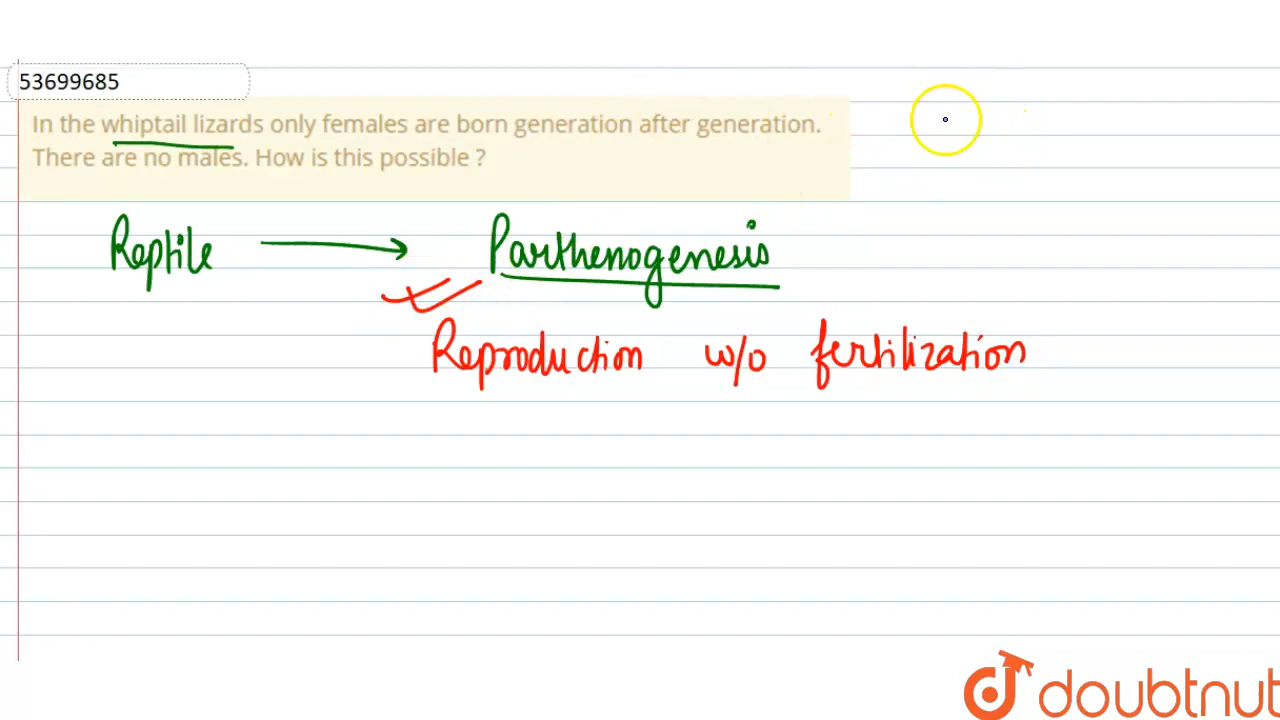 53699685
In the whiptail lizards only females are born generation after generation.
There are no males. How is this possible ?
Reptile → Parthenogenesis
Reproduction w/o fertilization
doubtnut